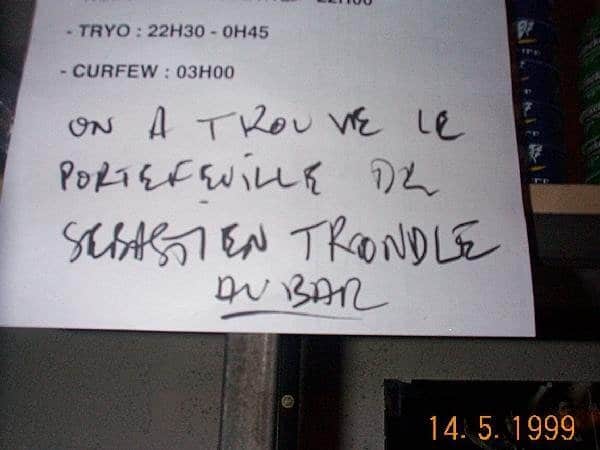 - TRYO : 22H30 - 0H45
- CURFEW : 03H00
ON A TROUVE LE
PORTEFEUILLE DE
SEBASTIEN TRONDLE
AU BAR
14. 5. 1999